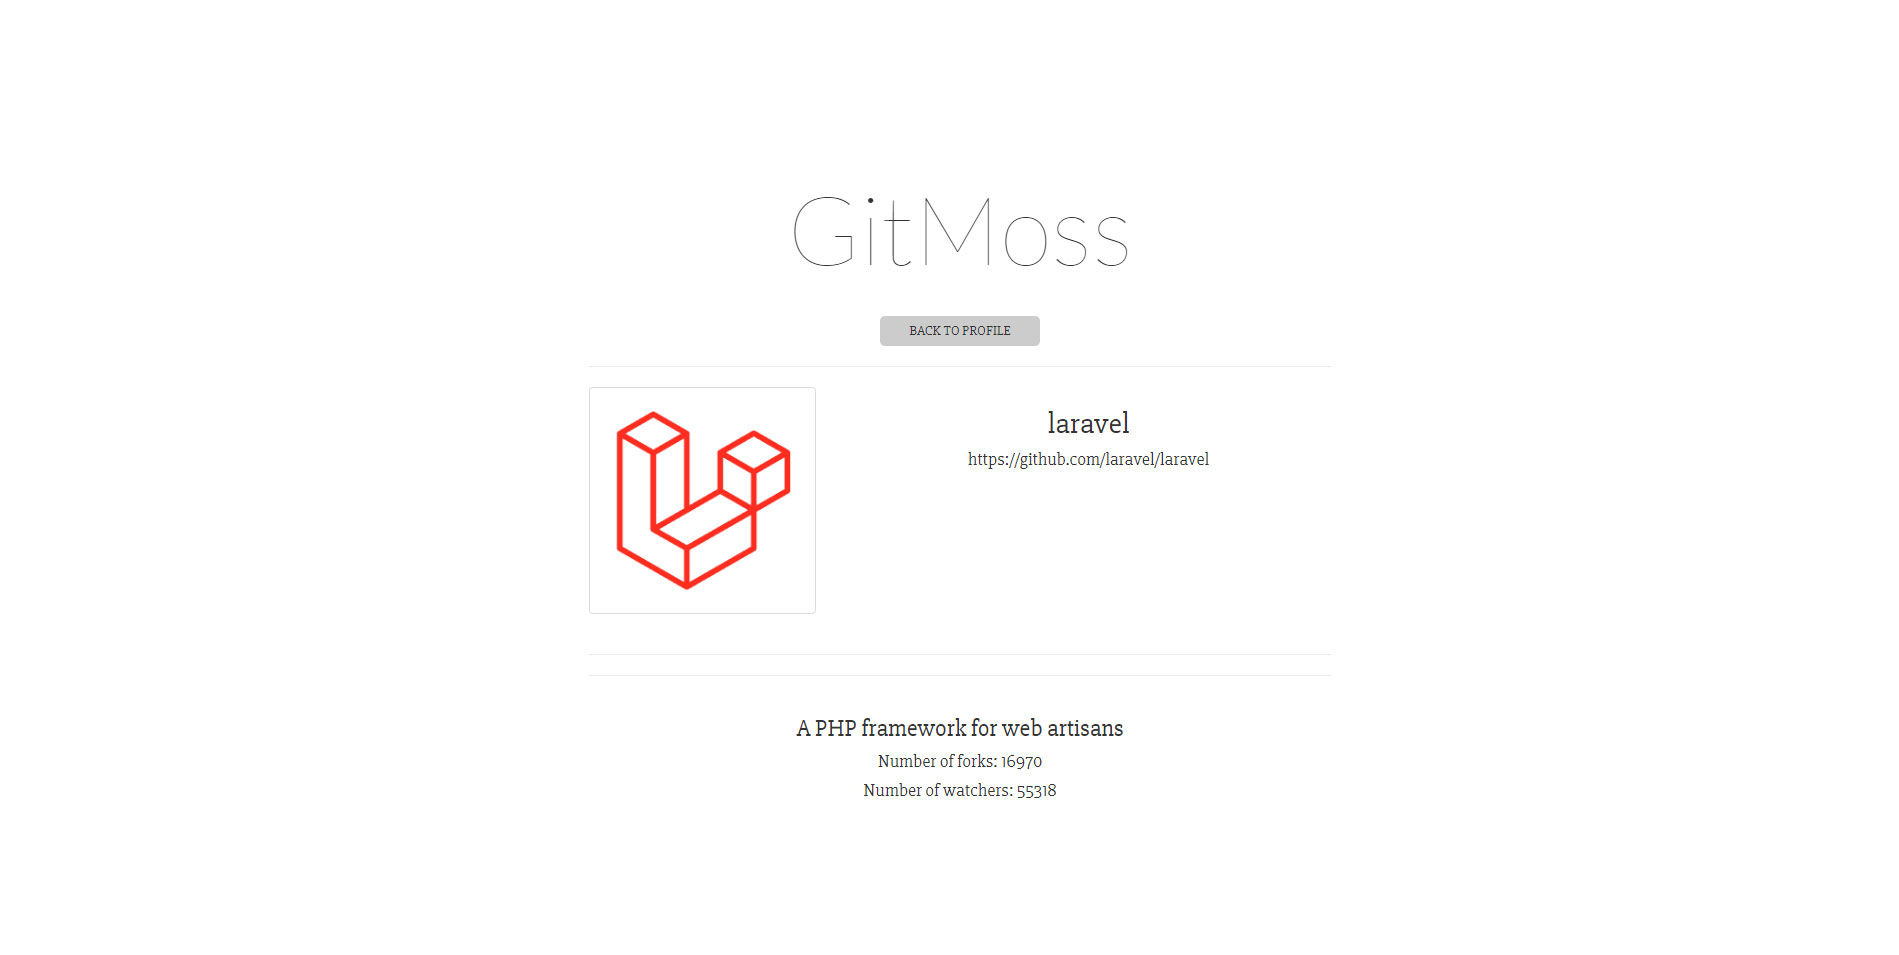 GitMoss
BACK TO PROFILE
laravel
https://github.com/laravel/laravel
A PHP framework for web artisans
Number of forks: 16970
Number of watchers: 55318